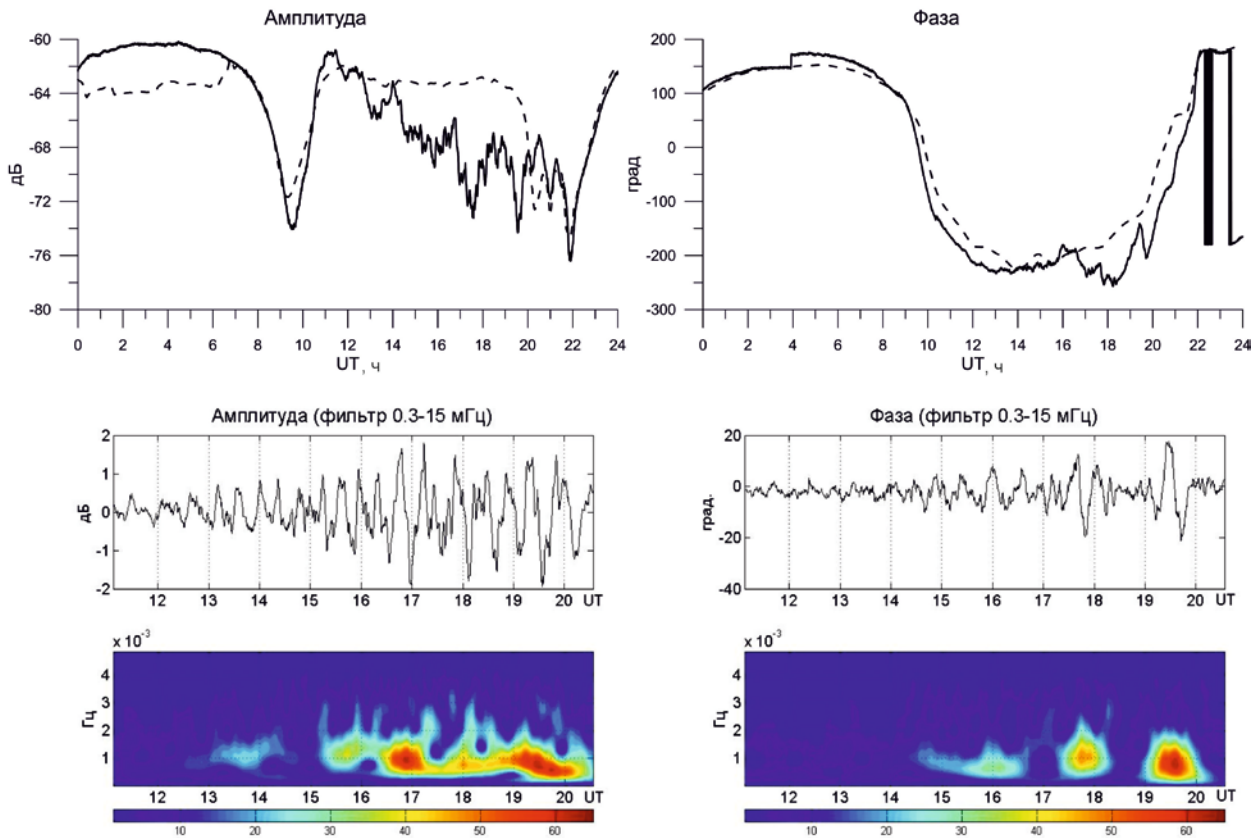 Амплитуда
-60
-64
-68
-72
-76
-80
дБ
0 2 4 6 8 10 12 14 16 18 20 22 24
UT, ч
Фаза
200
100
0
-100
-200
-300
град
0 2 4 6 8 10 12 14 16 18 20 22 24
UT, ч
Амплитуда (фильтр 0.3-15 мГц)
2
1
0
-1
-2
дБ
12 13 14 15 16 17 18 19 20 UT
Фаза (фильтр 0.3-15 мГц)
20
0
-20
-40
град.
12 13 14 15 16 17 18 19 20 UT
x 10-3
4
3
2
1
Гц
12 13 14 15 16 17 18 19 20 UT
10 20 30 40 50 60
x 10-3
4
3
2
1
Гц
12 13 14 15 16 17 18 19 20 UT
10 20 30 40 50 60